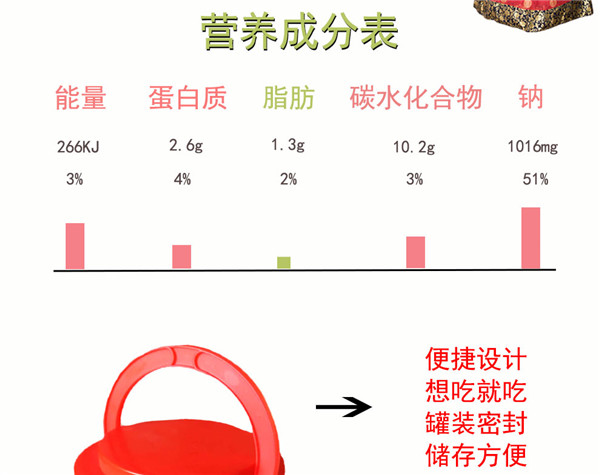 营养成分表
能量 蛋白质 脂肪 碳水化合物 钠
266KJ 2.6g 1.3g 10.2g 1016mg
3% 4% 2% 3% 51%
便捷设计
想吃就吃
罐装密封
储存方便